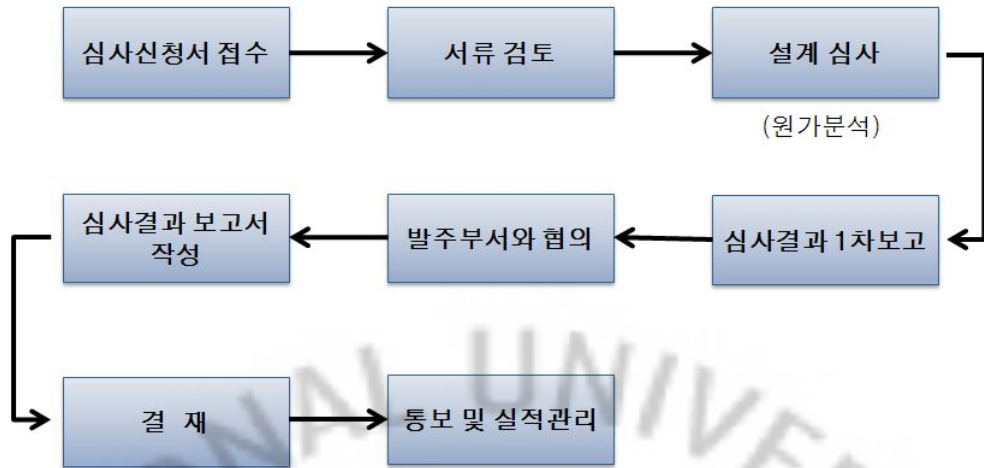 심사신청서 접수
서류 검토
설계 심사
(원가분석)
심사결과 1차보고
발주부서와 협의
심사결과 보고서
작성
결 재
통보 및 실적관리